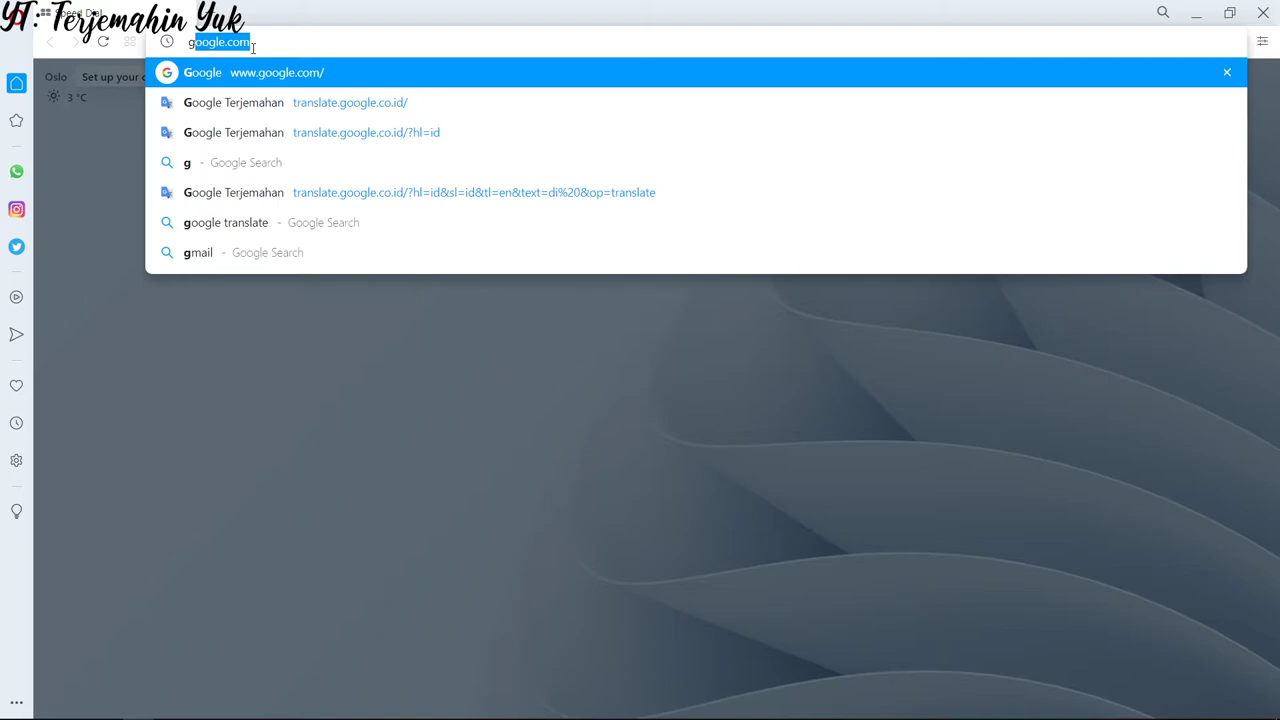 YT: Terjemahin Yuk
google.com
Oslo
3 °C
Google www.google.com/
Google Terjemahan translate.google.co.id/
Google Terjemahan translate.google.co.id/?hl=id
g - Google Search
Google Terjemahan translate.google.co.id/?hl=id&sl=id&tl=en&text=di%20&op=translate
google translate - Google Search
gmail - Google Search
Set up your